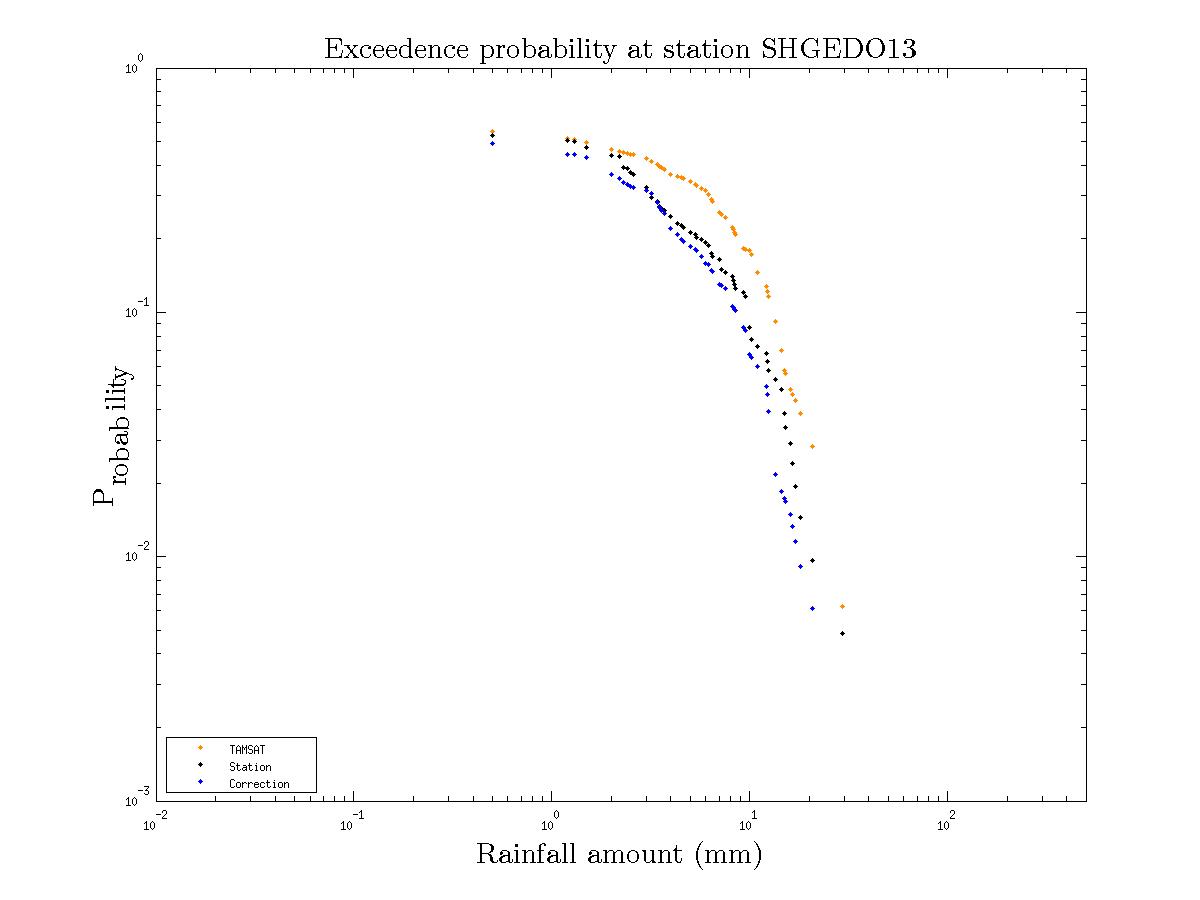 Exceedence probability at station SHGEDO13
10^0
10^-1
10^-2
10^-3
Probability
TAMSAT
Station
Correction
10^-2 10^-1 10^0 10^1 10^2
Rainfall amount (mm)